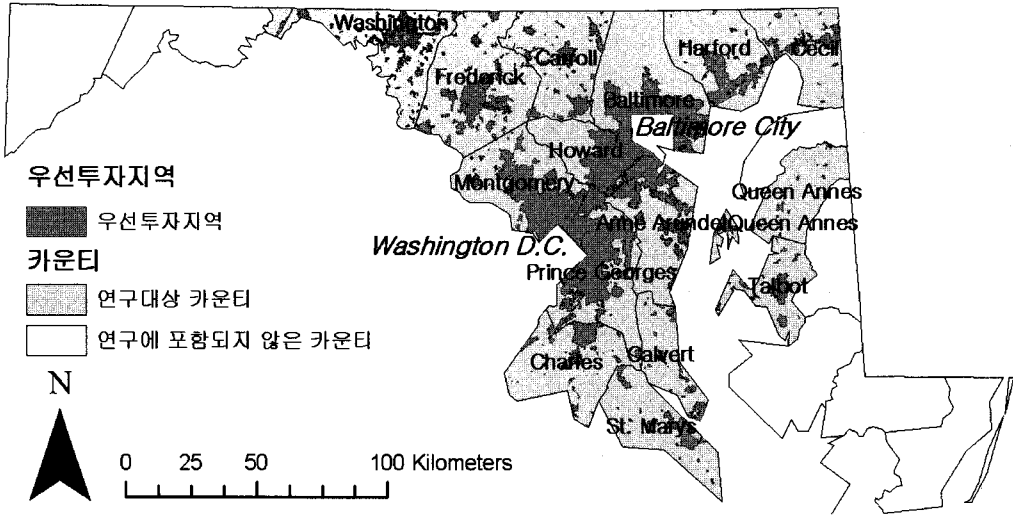 Washington
Carroll
Harford
Cecil
Frederick
Baltimore
Baltimore City
Howard
Montgomery
Queen Annes
Anne Arundel
Queen Annes
Washington D.C.
Prince Georges
Talbot
Charles
Calvert
St. Marys
우선투자지역
우선투자지역
카운티
연구대상 카운티
연구에 포함되지 않은 카운티
N
0 25 50 100 Kilometers